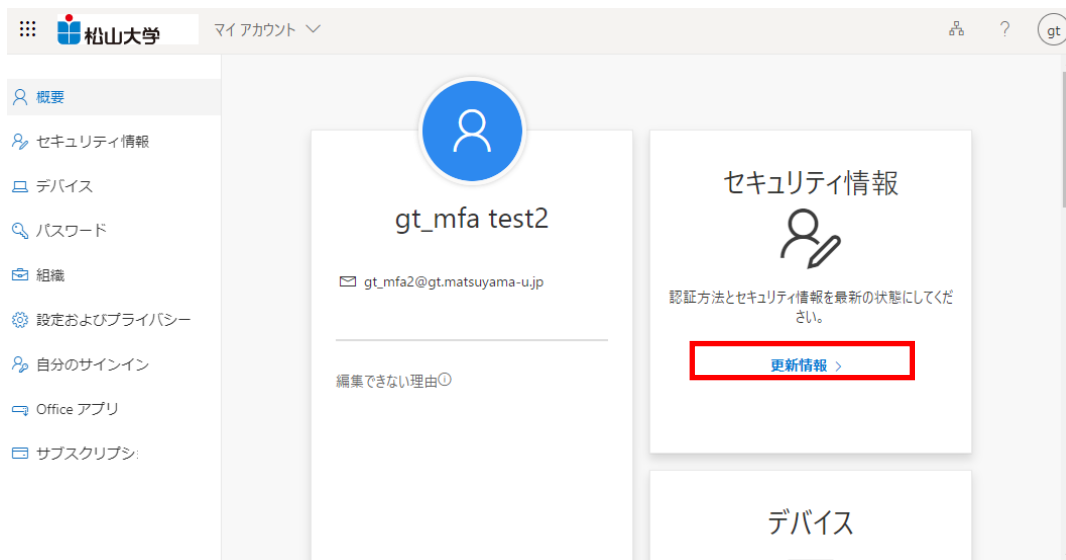 松山大学
マイ アカウント
?
gt
概要
セキュリティ情報
デバイス
パスワード
組織
設定およびプライバシー
自分のサインイン
Office アプリ
サブスクリプシ
gt_mfa test2
gt_mfa2@gt.matsuyama-u.jp
編集できない理由
セキュリティ情報
認証方法とセキュリティ情報を最新の状態にしてくだ
さい。
更新情報 >
デバイス